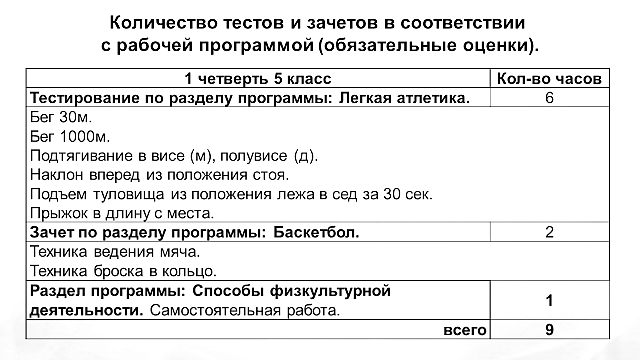 Количество тестов и зачетов в соответствии
с рабочей программой (обязательные оценки).
1 четверть 5 класс Кол-во часов
Тестирование по разделу программы: Легкая атлетика. 6
Бег 30м.
Бег 1000м.
Подтягивание в висе (м), полувисе (д).
Наклон вперед из положения стоя.
Подъем туловища из положения лежа в сед за 30 сек.
Прыжок в длину с места.
Зачет по разделу программы: Баскетбол. 2
Техника ведения мяча.
Техника броска в кольцо.
Раздел программы: Способы физкультурной
деятельности. Самостоятельная работа. 1
всего 9